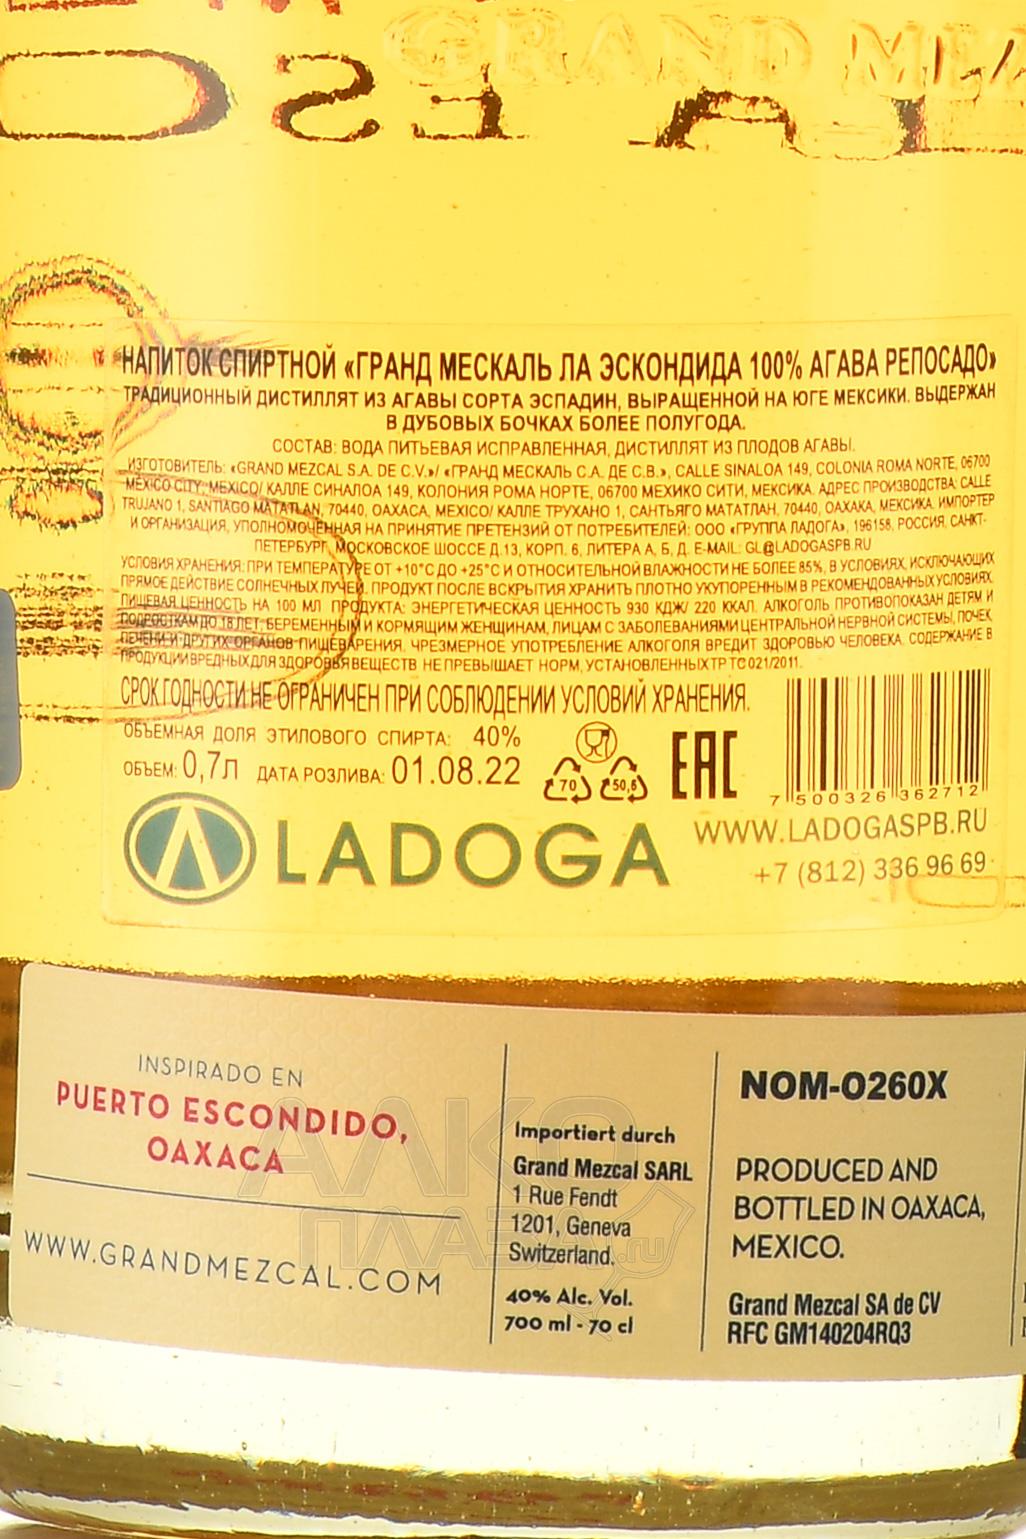 GRAND MEZ
НАПИТОК СПИРТНОЙ «ГРАНД МЕСКАЛЬ ЛА ЭСКОНДИДА 100% АГАВА РЕПОСАДО»
ТРАДИЦИОННЫЙ ДИСТИЛЛЯТ ИЗ АГАВЫ СОРТА ЭСПАДИН, ВЫРАЩЕННОЙ НА ЮГЕ МЕКСИКИ. ВЫДЕРЖАН
В ДУБОВЫХ БОЧКАХ БОЛЕЕ ПОЛУГОДА.
СОСТАВ: ВОДА ПИТЬЕВАЯ ИСПРАВЛЕННАЯ, ДИСТИЛЛЯТ ИЗ ПЛОДОВ АГАВЫ.
ИЗГОТОВИТЕЛЬ: «GRAND MEZCAL S.A. DE C.V.»/ «ГРАНД МЕСКАЛЬ С.А. ДЕ С.В.», CALLE SINALOA 149, COLONIA ROMA NORTE, 06700
MEXICO CITY, MEXICO/ КАЛЛЕ СИНАЛОА 149, КОЛОНИЯ РОМА НОРТЕ, 06700 МЕХИКО СИТИ, МЕКСИКА. АДРЕС ПРОИЗВОДСТВА: CALLE
TRUJANO 1, SANTIAGO MATATLAN, 70440, OAXACA, MEXICO/ КАЛЛЕ ТРУХАНО 1, САНТЬЯГО МАТАТЛАН, 70440, ОАХАКА, МЕКСИКА. ИМПОРТЕР
И ОРГАНИЗАЦИЯ, УПОЛНОМОЧЕННАЯ НА ПРИНЯТИЕ ПРЕТЕНЗИЙ ОТ ПОТРЕБИТЕЛЕЙ: ООО «ГРУППА ЛАДОГА», 196158, РОССИЯ, САНКТ-
ПЕТЕРБУРГ, МОСКОВСКОЕ ШОССЕ Д.13, КОРП. 6, ЛИТЕРА А, Б, Д. E-MAIL: GL@LADOGASPB.RU
УСЛОВИЯ ХРАНЕНИЯ: ПРИ ТЕМПЕРАТУРЕ ОТ +10°С ДО +25°С И ОТНОСИТЕЛЬНОЙ ВЛАЖНОСТИ НЕ БОЛЕЕ 85%, В УСЛОВИЯХ, ИСКЛЮЧАЮЩИХ
ПРЯМОЕ ДЕЙСТВИЕ СОЛНЕЧНЫХ ЛУЧЕЙ. ПРОДУКТ ПОСЛЕ ВСКРЫТИЯ ХРАНИТЬ ПЛОТНО УКУПОРЕННЫМ В РЕКОМЕНДОВАННЫХ УСЛОВИЯХ.
ПИЩЕВАЯ ЦЕННОСТЬ НА 100 МЛ ПРОДУКТА: ЭНЕРГЕТИЧЕСКАЯ ЦЕННОСТЬ 930 КДЖ/ 220 ККАЛ. АЛКОГОЛЬ ПРОТИВОПОКАЗАН ДЕТЯМ И
ПОДРОСТКАМ ДО 18 ЛЕТ, БЕРЕМЕННЫМ И КОРМЯЩИМ ЖЕНЩИНАМ, ЛИЦАМ С ЗАБОЛЕВАНИЯМИ ЦЕНТРАЛЬНОЙ НЕРВНОЙ СИСТЕМЫ, ПОЧЕК,
ПЕЧЕНИ И ДРУГИХ ОРГАНОВ ПИЩЕВАРЕНИЯ. ЧРЕЗМЕРНОЕ УПОТРЕБЛЕНИЕ АЛКОГОЛЯ ВРЕДИТ ЗДОРОВЬЮ ЧЕЛОВЕКА. СОДЕРЖАНИЕ В
ПРОДУКЦИИ ВРЕДНЫХ ДЛЯ ЗДОРОВЬЯ ВЕЩЕСТВ НЕ ПРЕВЫШАЕТ НОРМ, УСТАНОВЛЕННЫХ ТР ТС 021/2011.
СРОК ГОДНОСТИ НЕ ОГРАНИЧЕН ПРИ СОБЛЮДЕНИИ УСЛОВИЙ ХРАНЕНИЯ.
ОБЪЕМНАЯ ДОЛЯ ЭТИЛОВОГО СПИРТА: 40%
ОБЪЕМ: 0,7Л ДАТА РОЗЛИВА: 01.08.22
70 50,6 EAC
7 500326 362712
LADOGA
WWW.LADOGASPB.RU
+7 (812) 336 96 69
INSPIRADO EN
PUERTO ESCONDIDO,
OAXACA
WWW.GRANDMEZCAL.COM
Importiert durch
Grand Mezcal SARL
1 Rue Fendt
1201, Geneva
Switzerland.
40% Alc. Vol.
700 ml - 70 cl
NOM-O260X
PRODUCED AND
BOTTLED IN OAXACA,
MEXICO.
Grand Mezcal SA de CV
RFC GM140204RQ3
АЛКО
ПЛАЗА.ru